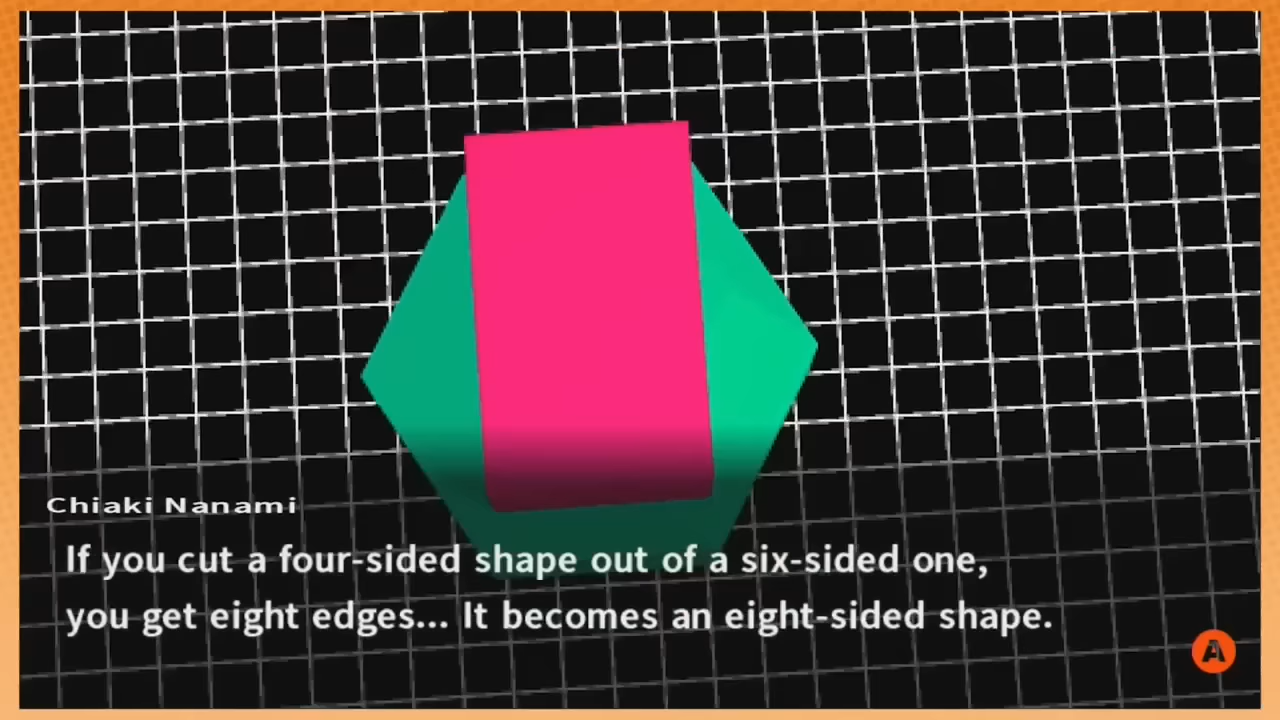 Chiaki Nanami
If you cut a four-sided shape out of a six-sided one,
you get eight edges... It becomes an eight-sided shape.
A